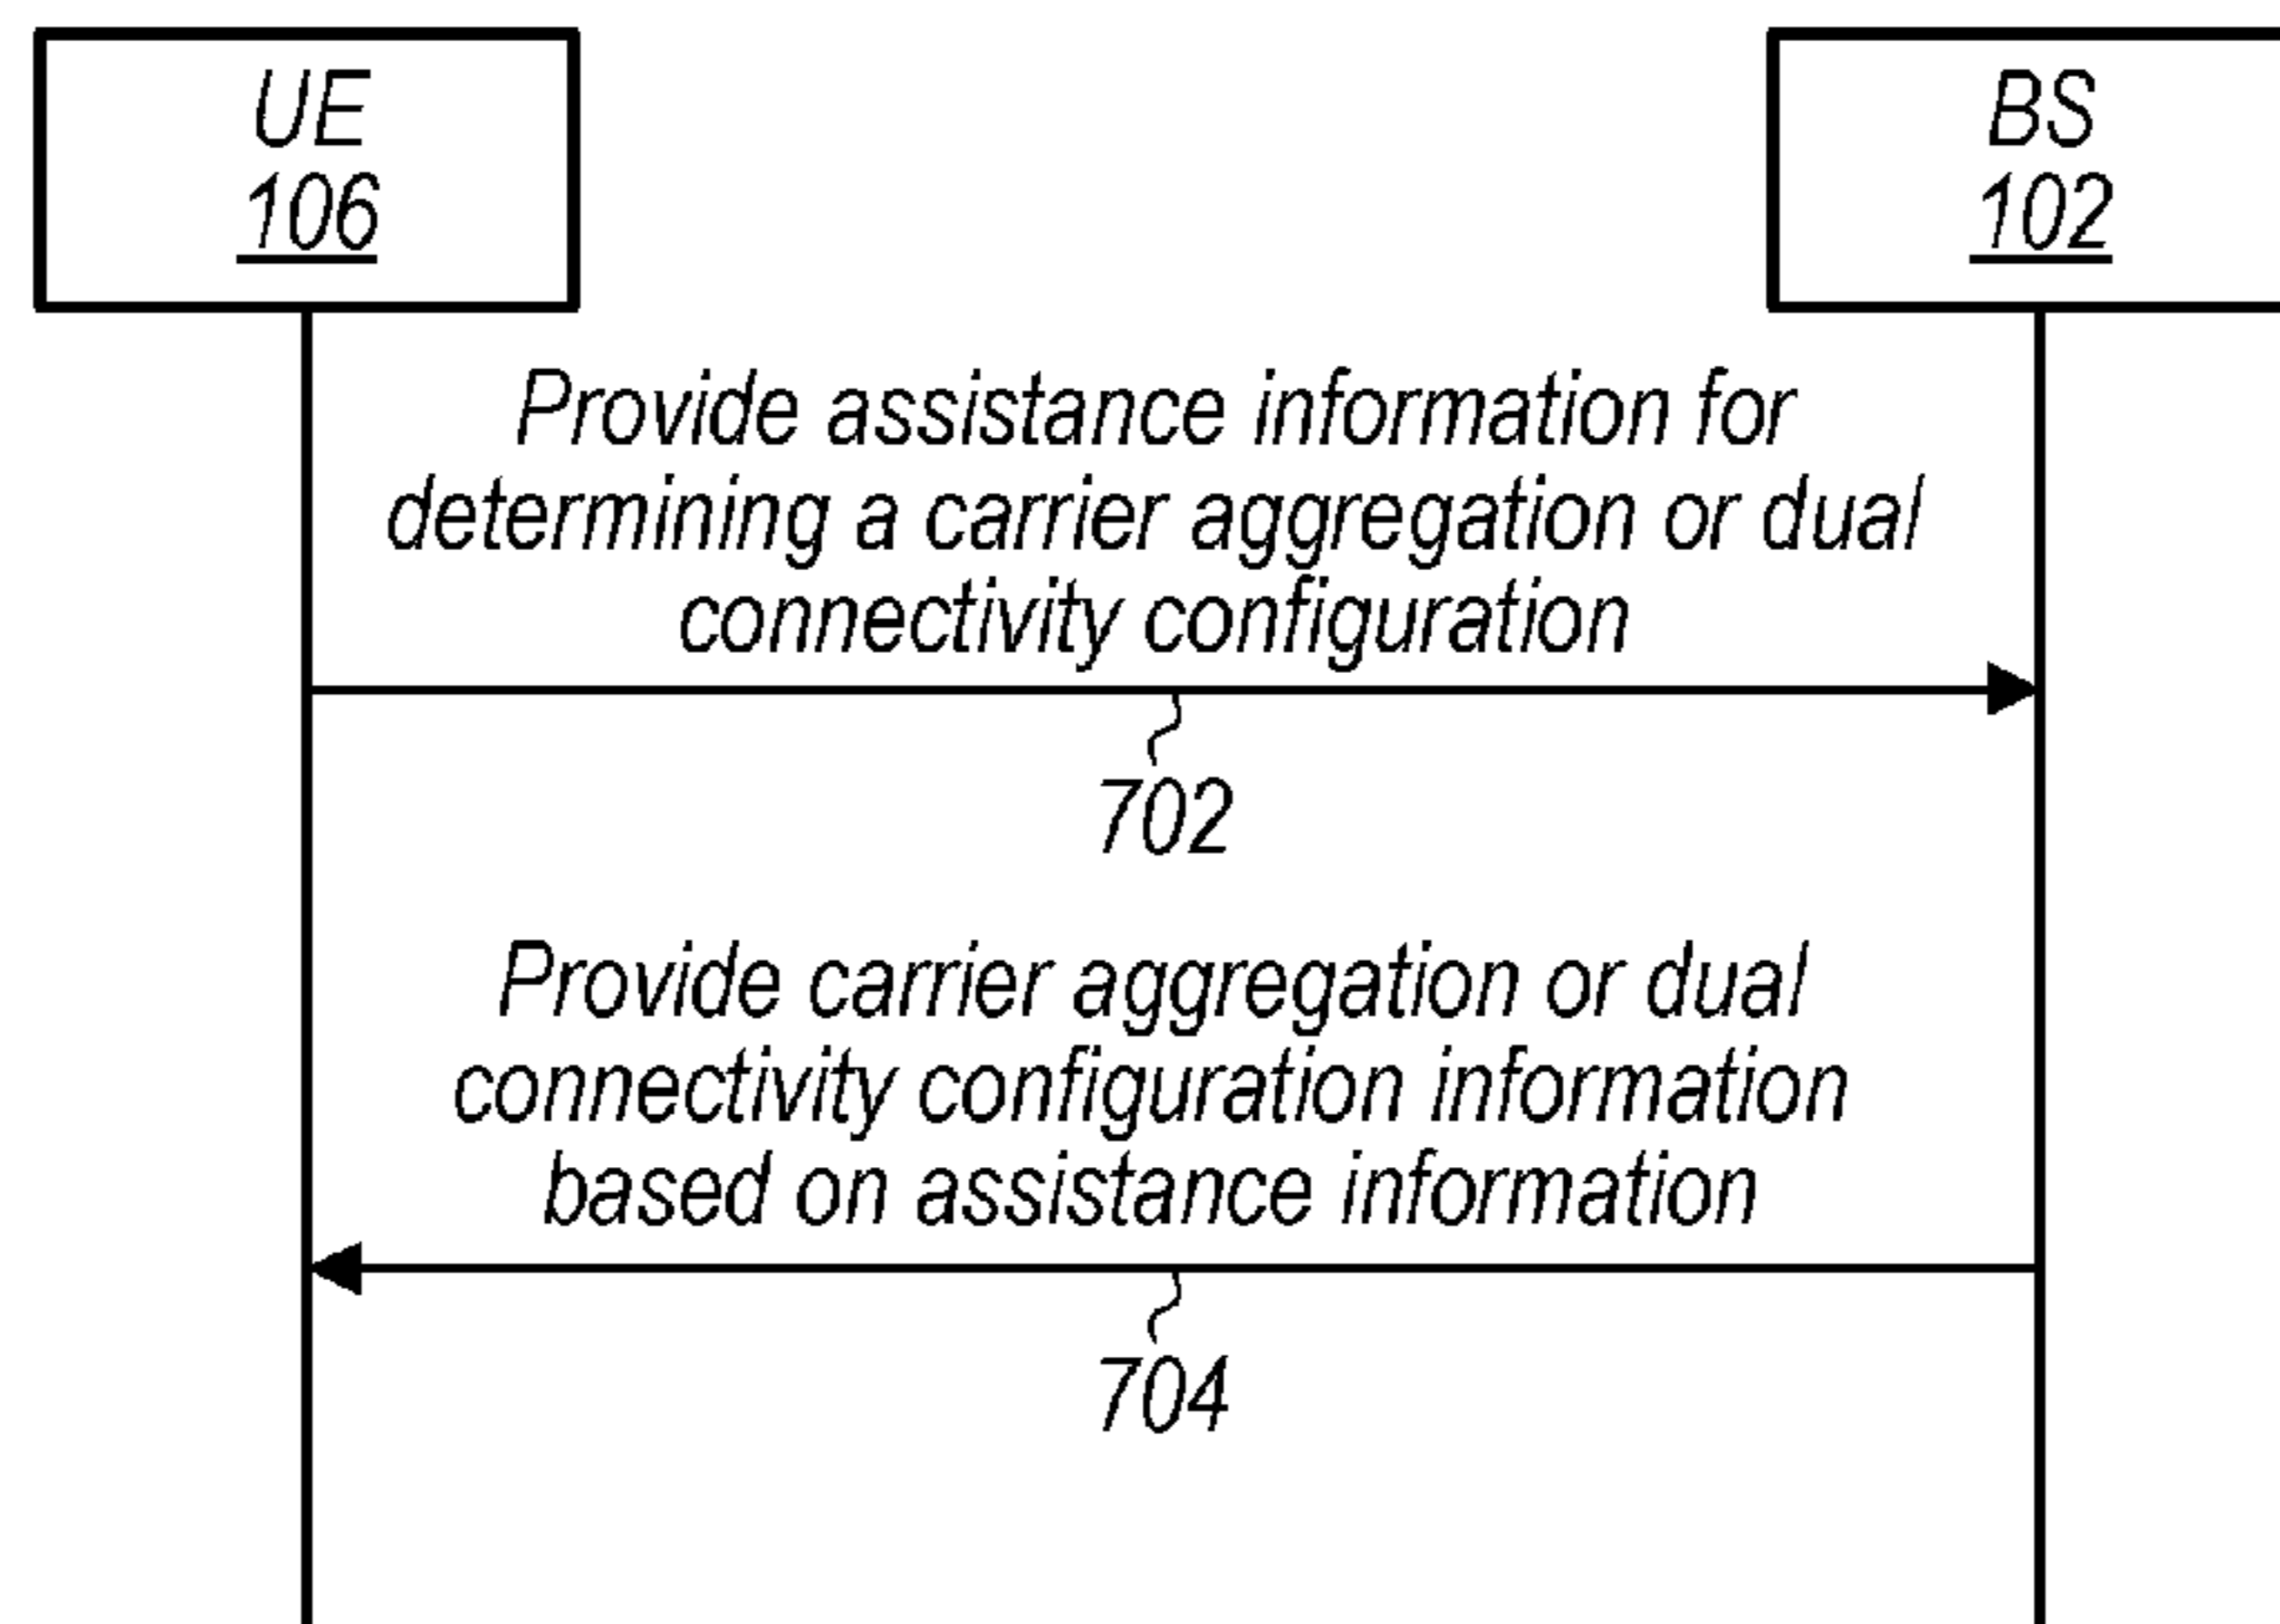 UE
106
BS
102
Provide assistance information for
determining a carrier aggregation or dual
connectivity configuration
702
Provide carrier aggregation or dual
connectivity configuration information
based on assistance information
704